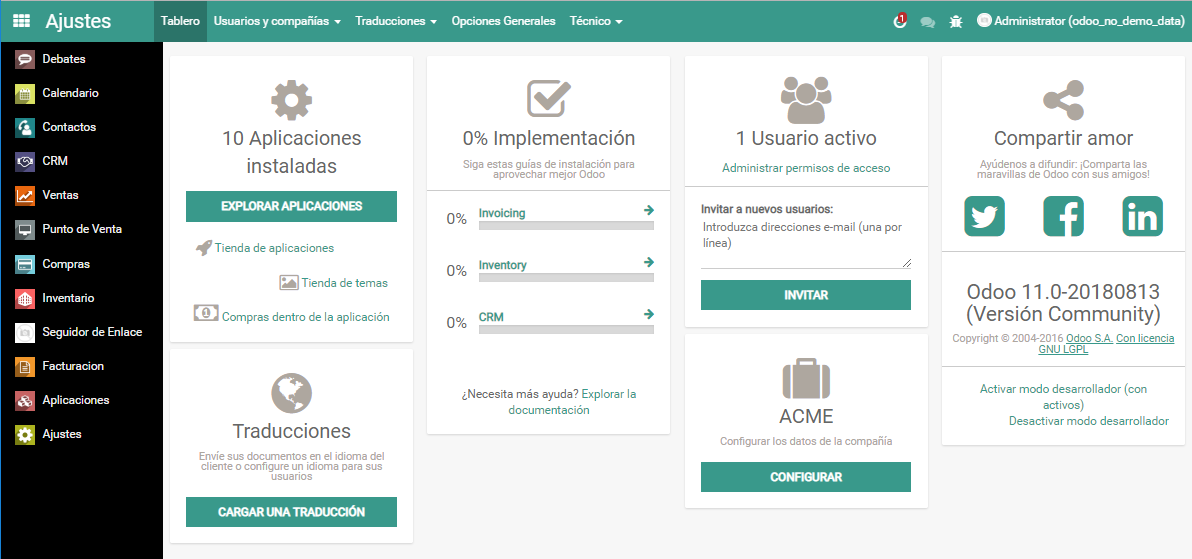 Ajustes
Tablero
Usuarios y compañías
Traducciones
Opciones Generales
Técnico
1
Administrator (odoo_no_demo_data)
Debates
Calendario
Contactos
CRM
Ventas
Punto de Venta
Compras
Inventario
Seguidor de Enlace
Facturacion
Aplicaciones
Ajustes
10 Aplicaciones
instaladas
EXPLORAR APLICACIONES
Tienda de aplicaciones
Tienda de temas
1
Compras dentro de la aplicación
Traducciones
Envíe sus documentos en el idioma del
cliente o configure un idioma para sus
usuarios
CARGAR UNA TRADUCCIÓN
0% Implementación
Siga estas guías de instalación para
aprovechar mejor Odoo
0% Invoicing
0% Inventory
0% CRM
¿Necesita más ayuda? Explorar la
documentación
1 Usuario activo
Administrar permisos de acceso
Invitar a nuevos usuarios:
Introduzca direcciones e-mail (una por
línea)
INVITAR
ACME
Configurar los datos de la compañía
CONFIGURAR
Compartir amor
Ayúdenos a difundir: ¡Comparta las
maravillas de Odoo con sus amigos!
Odoo 11.0-20180813
(Versión Community)
Copyright © 2004-2016 Odoo S.A. Con licencia
GNU LGPL
Activar modo desarrollador (con
activos)
Desactivar modo desarrollador